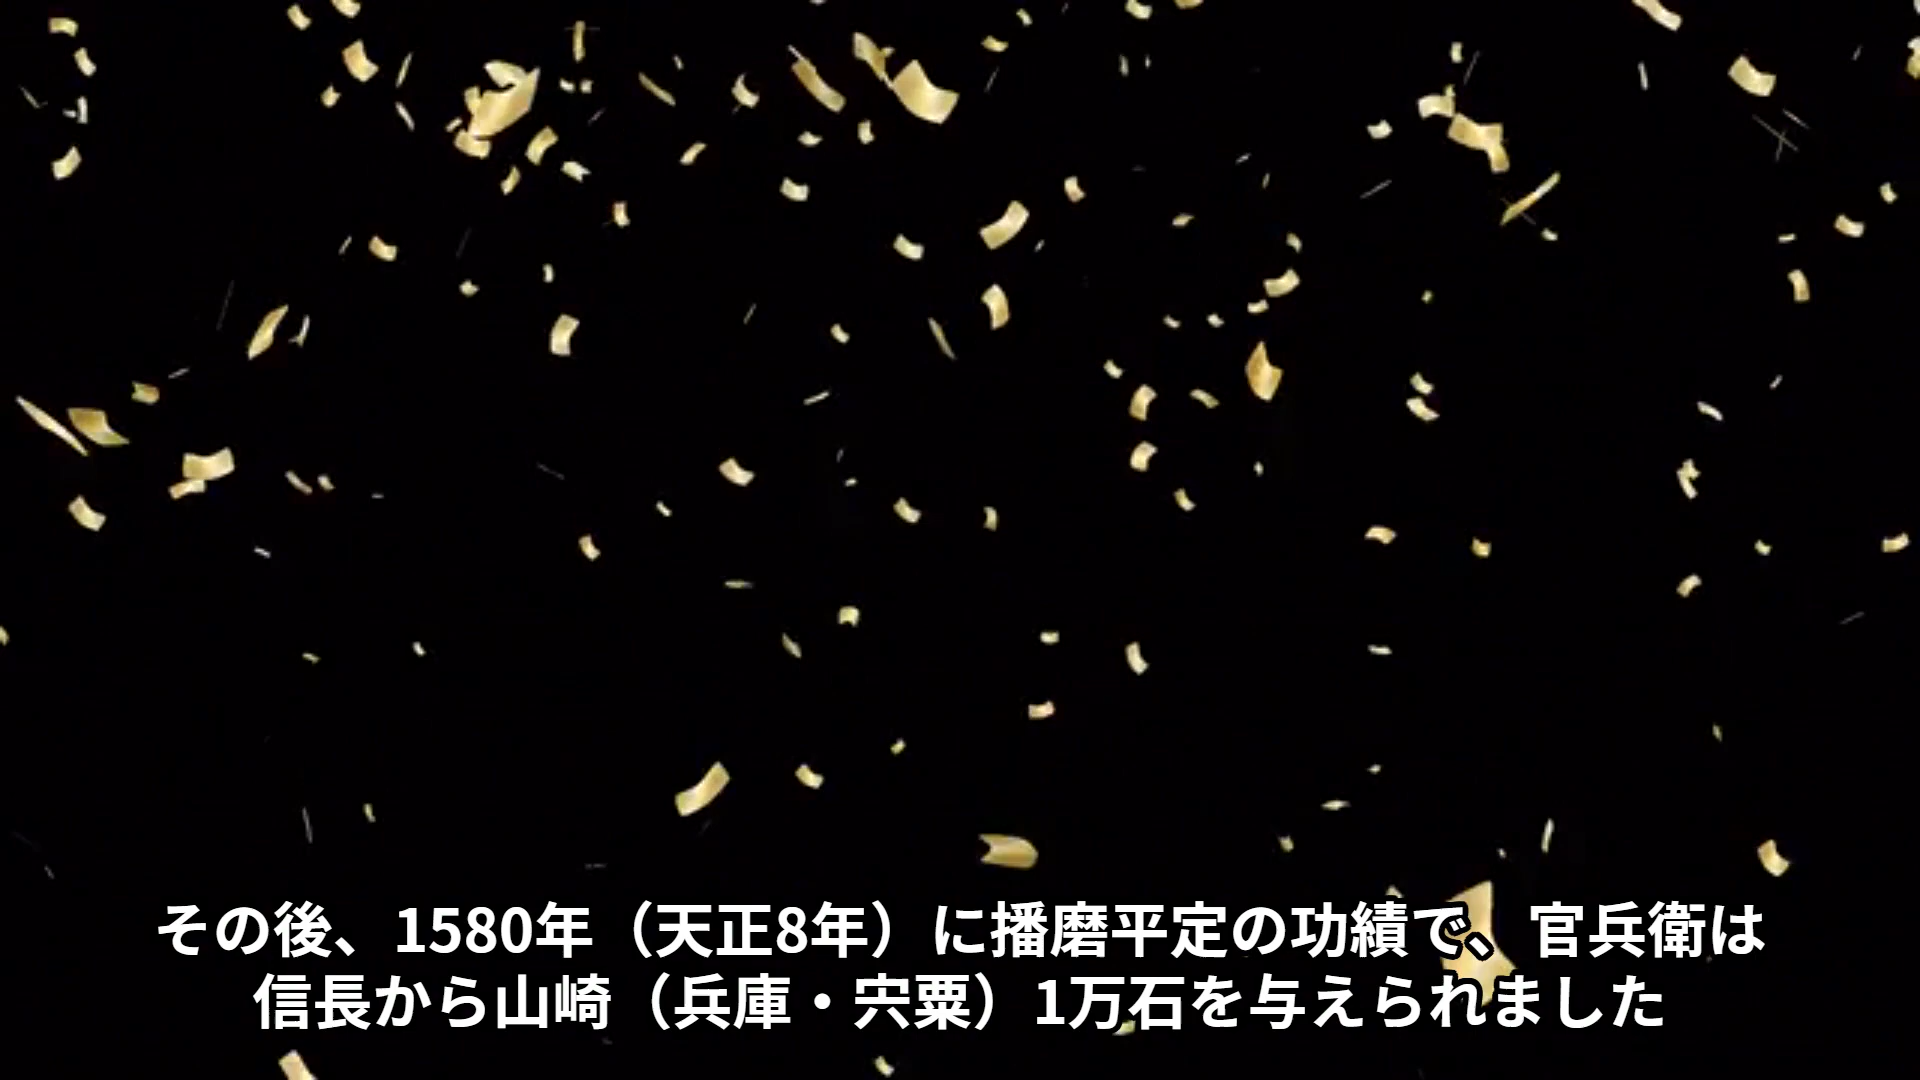 その後、1580年（天正8年）に播磨平定の功績で、官兵衛は
信長から山崎（兵庫・宍粟）1万石を与えられました